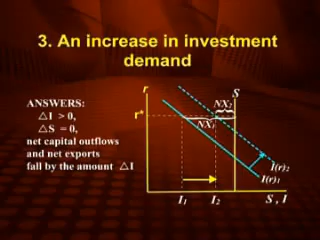 3. An increase in investment
demand
ANSWERS:
△I > 0,
△S = 0,
net capital outflows
and net exports
fall by the amount △I
r
S
NX₂
r*
NX₁
I(r)₂
I(r)₁
I₁
I₂
S , I